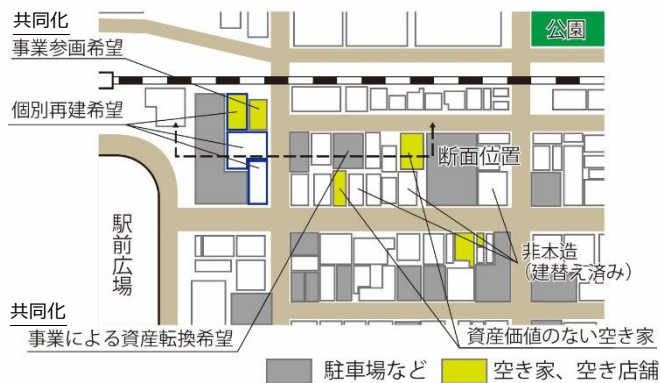 共同化
事業参画希望
公園
個別再建希望
断面位置
駅前広場
非木造
（建替え済み）
共同化
事業による資産転換希望
資産価値のない空き家
駐車場など
空き家、空き店舗